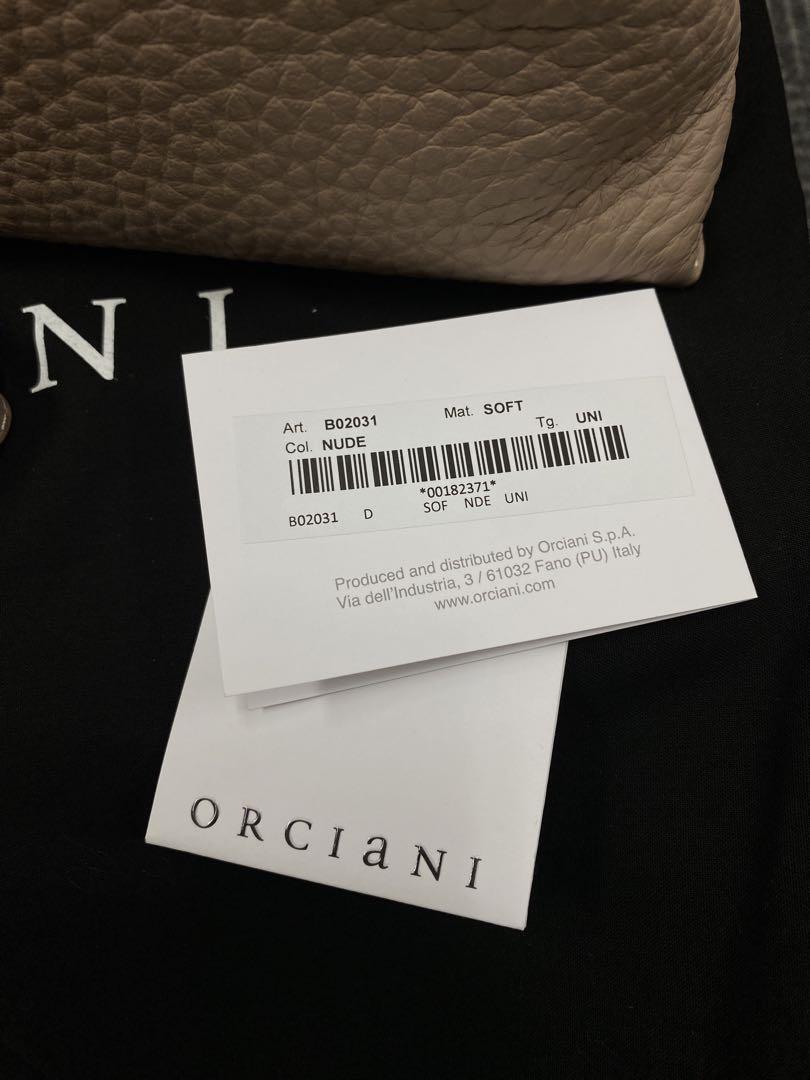 NI
Art. B02031 Mat. SOFT
Col. NUDE Tg. UNI
*00182371*
B02031 D SOF NDE UNI
Produced and distributed by Orciani S.p.A.
Via dell'Industria, 3 / 61032 Fano (PU) Italy
www.orciani.com
ORCIaNI